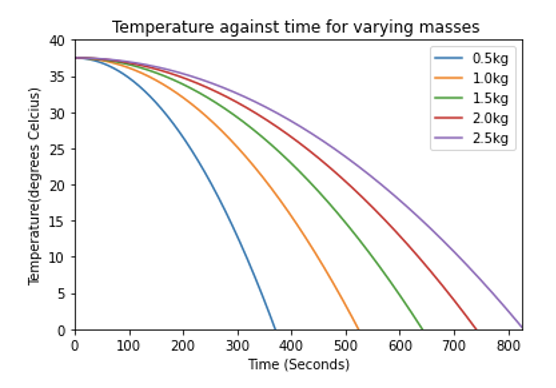 Temperature against time for varying masses
40
35
30
25
20
15
10
5
0
Temperature(degrees Celcius)
0.5kg
1.0kg
1.5kg
2.0kg
2.5kg
0 100 200 300 400 500 600 700 800
Time (Seconds)